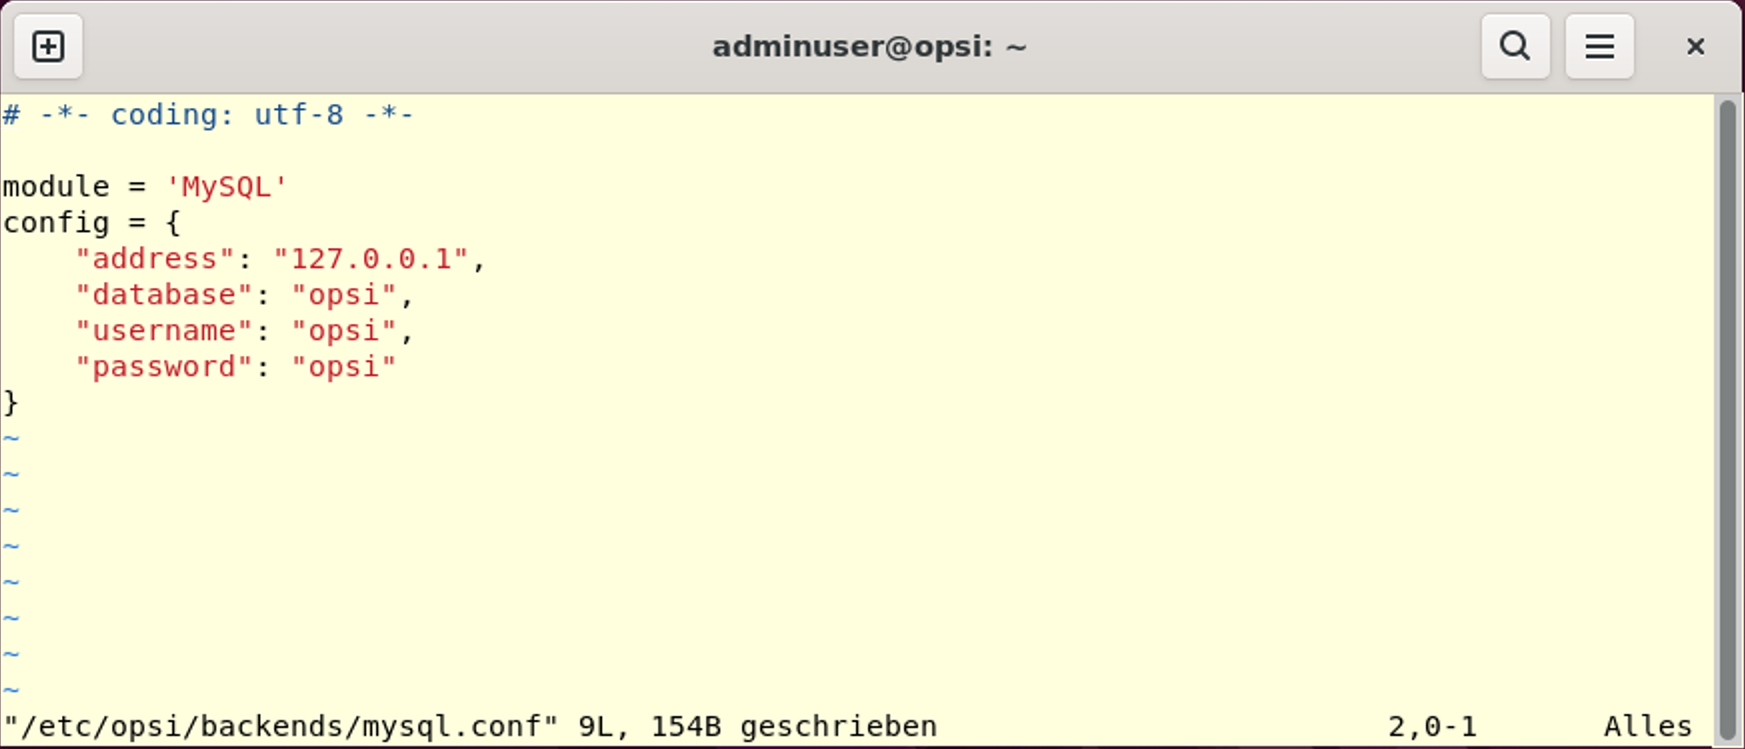 adminuser@opsi: ~
# -*- coding: utf-8 -*-
module = 'MySQL'
config = {
    "address": "127.0.0.1",
    "database": "opsi",
    "username": "opsi",
    "password": "opsi"
}
~
~
~
~
~
~
~
~
"/etc/opsi/backends/mysql.conf" 9L, 154B geschrieben 2,0-1 Alles